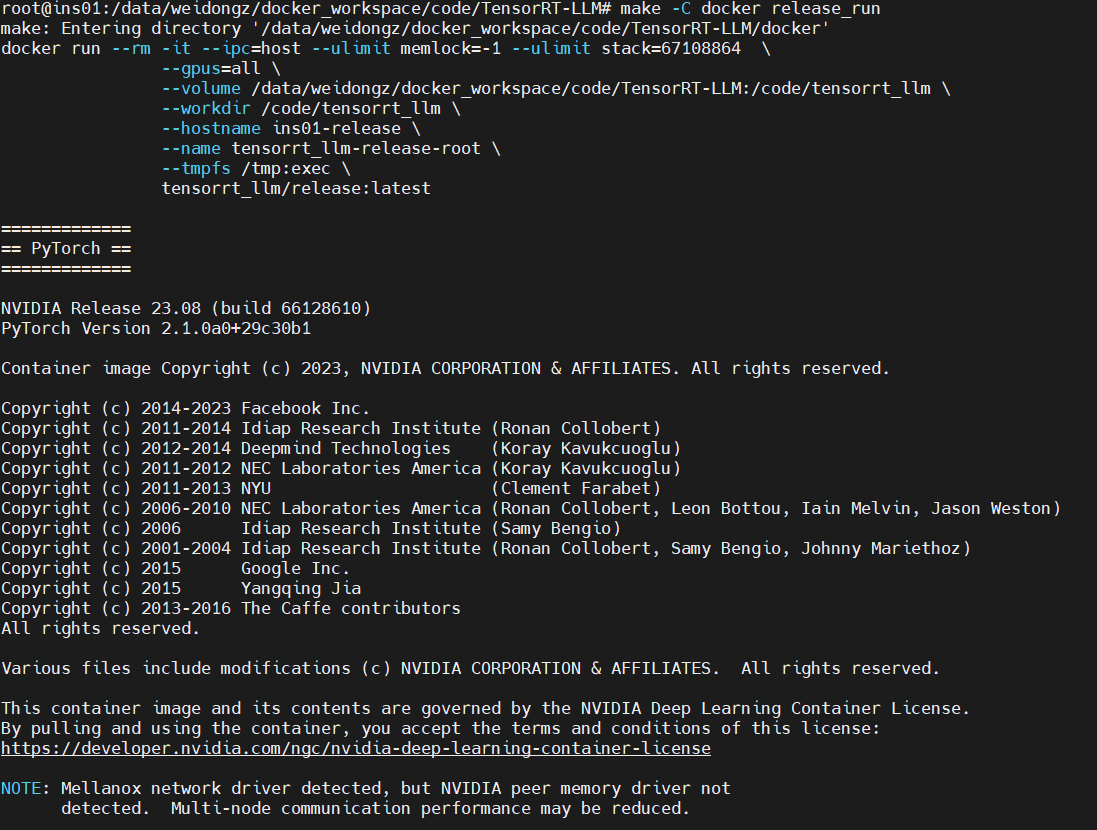 root@ins01:/data/weidongz/docker_workspace/code/TensorRT-LLM# make -C docker release_run
make: Entering directory '/data/weidongz/docker_workspace/code/TensorRT-LLM/docker'
docker run --rm -it --ipc=host --ulimit memlock=-1 --ulimit stack=67108864  \
                --gpus=all \
                --volume /data/weidongz/docker_workspace/code/TensorRT-LLM:/code/tensorrt_llm \
                --workdir /code/tensorrt_llm \
                --hostname ins01-release \
                --name tensorrt_llm-release-root \
                --tmpfs /tmp:exec \
                tensorrt_llm/release:latest

=============
== PyTorch ==
=============

NVIDIA Release 23.08 (build 66128610)
PyTorch Version 2.1.0a0+29c30b1

Container image Copyright (c) 2023, NVIDIA CORPORATION & AFFILIATES. All rights reserved.

Copyright (c) 2014-2023 Facebook Inc.
Copyright (c) 2011-2014 Idiap Research Institute (Ronan Collobert)
Copyright (c) 2012-2014 Deepmind Technologies    (Koray Kavukcuoglu)
Copyright (c) 2011-2012 NEC Laboratories America (Koray Kavukcuoglu)
Copyright (c) 2011-2013 NYU                      (Clement Farabet)
Copyright (c) 2006-2010 NEC Laboratories America (Ronan Collobert, Leon Bottou, Iain Melvin, Jason Weston)
Copyright (c) 2006      Idiap Research Institute (Samy Bengio)
Copyright (c) 2001-2004 Idiap Research Institute (Ronan Collobert, Samy Bengio, Johnny Mariethoz)
Copyright (c) 2015      Google Inc.
Copyright (c) 2015      Yangqing Jia
Copyright (c) 2013-2016 The Caffe contributors
All rights reserved.

Various files include modifications (c) NVIDIA CORPORATION & AFFILIATES.  All rights reserved.

This container image and its contents are governed by the NVIDIA Deep Learning Container License.
By pulling and using the container, you accept the terms and conditions of this license:
https://developer.nvidia.com/ngc/nvidia-deep-learning-container-license

NOTE: Mellanox network driver detected, but NVIDIA peer memory driver not
      detected.  Multi-node communication performance may be reduced.